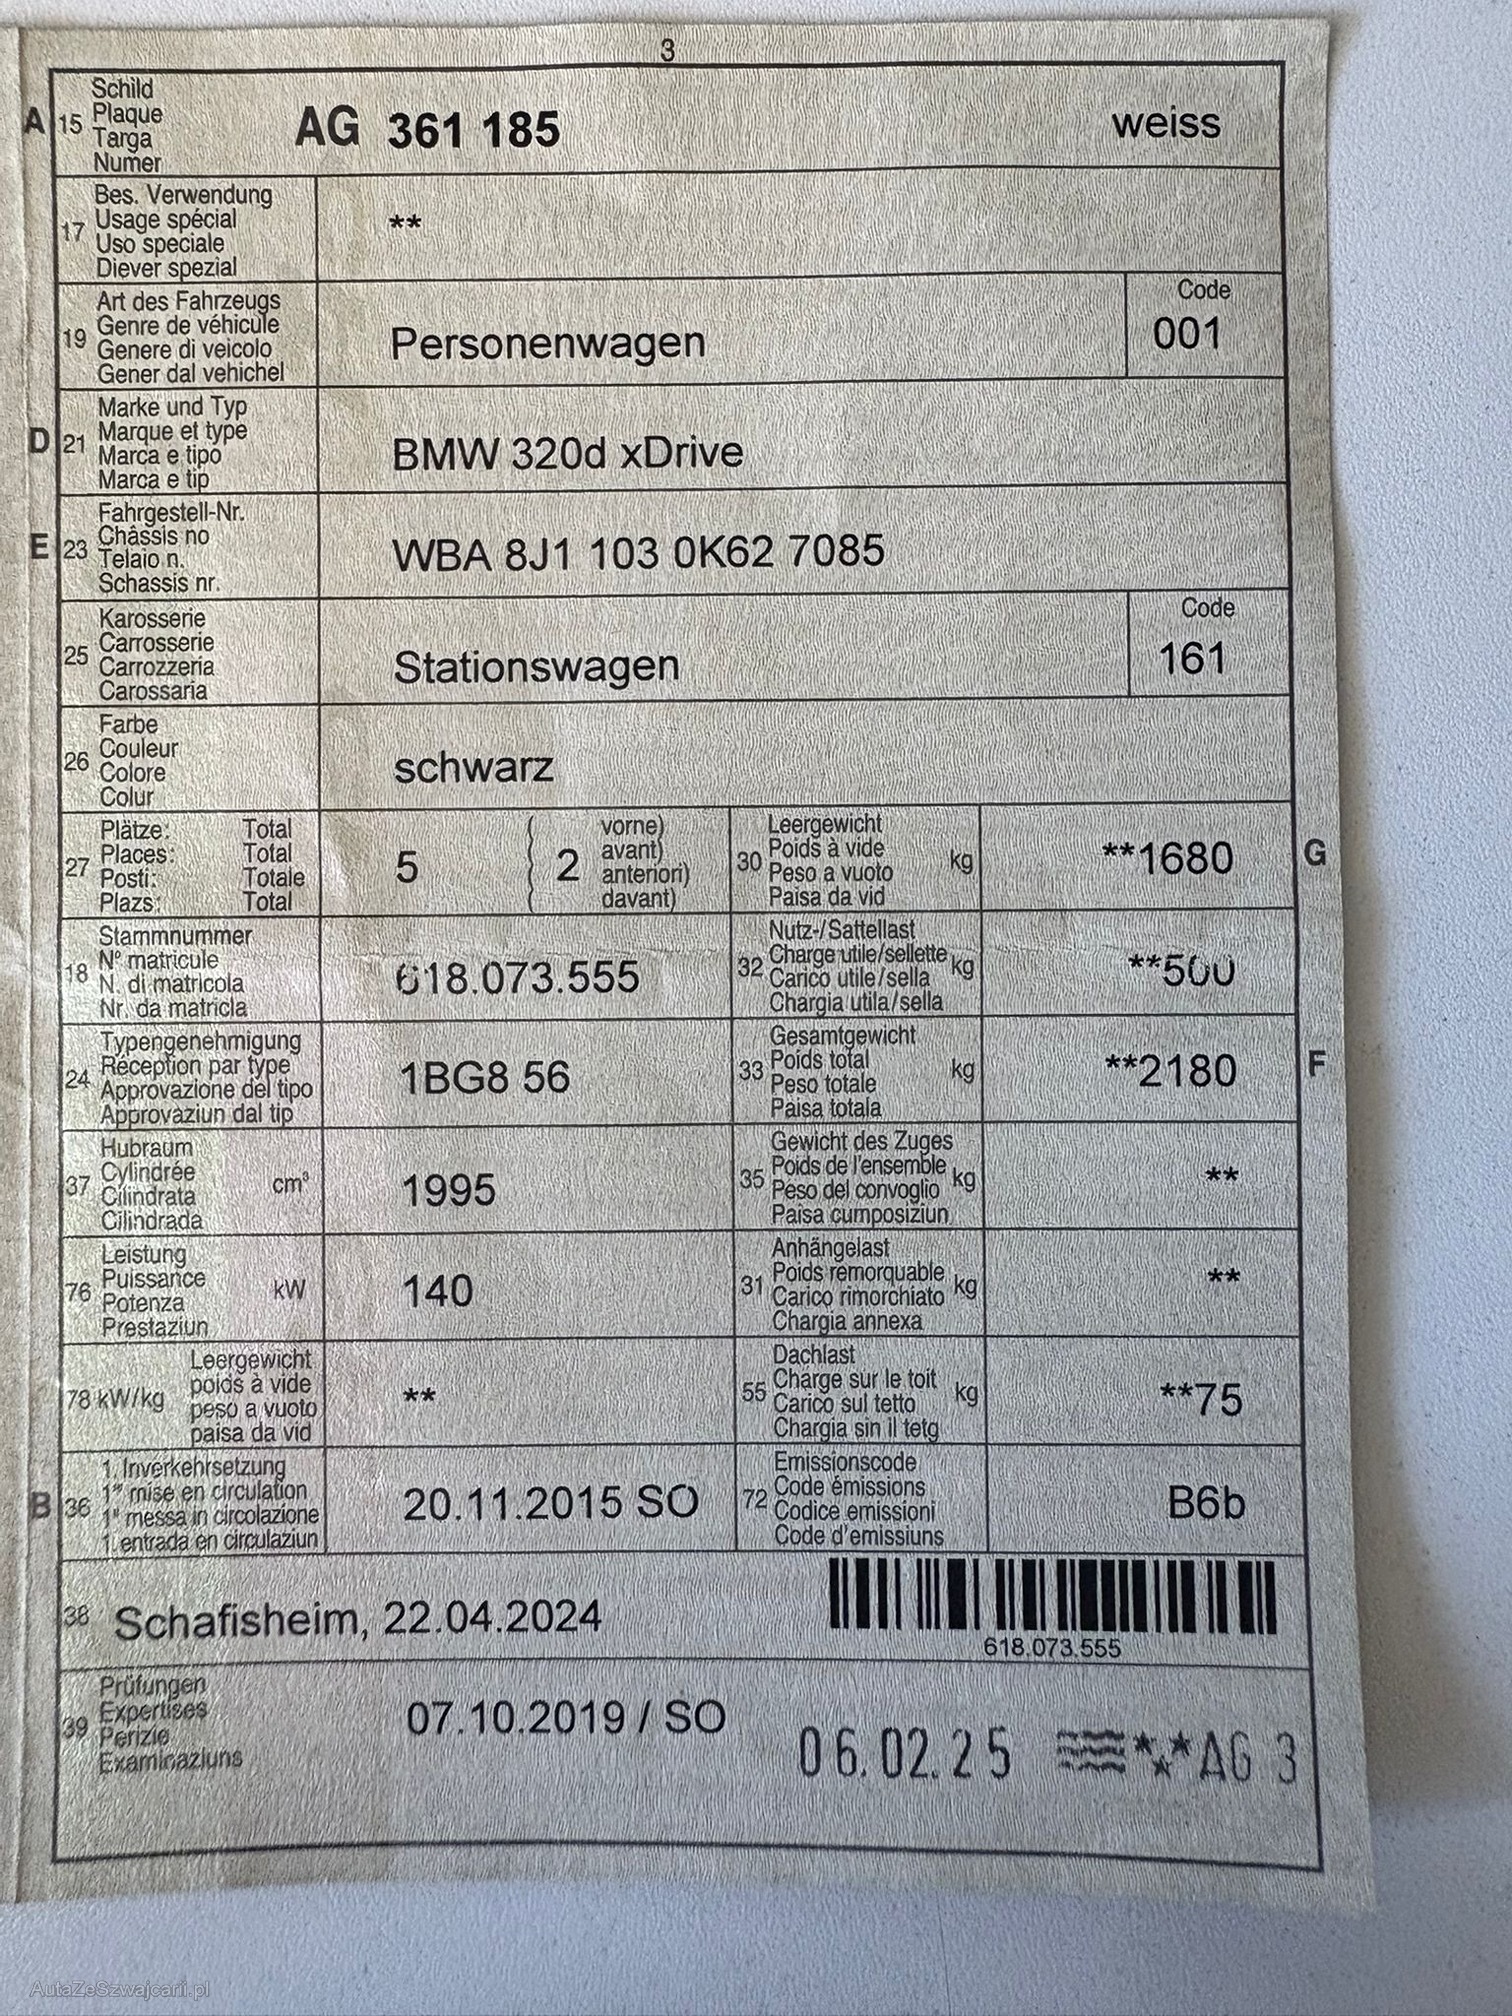 3
A 15 Schild
Plaque
Targa
Numer
AG 361 185 weiss
17 Bes. Verwendung
Usage spécial
Uso speciale
Diever spezial
**
19 Art des Fahrzeugs
Genre de véhicule
Genere di veicolo
Gener dal vehichel
Personenwagen
Code
001
D 21 Marke und Typ
Marque et type
Marca e tipo
Marca e tip
BMW 320d xDrive
E 23 Fahrgestell-Nr.
Châssis no
Telaio n.
Schassis nr.
WBA 8J1 103 0K62 7085
25 Karosserie
Carrosserie
Carrozzeria
Carossaria
Stationswagen
Code
161
26 Farbe
Couleur
Colore
Colur
schwarz
27 Plätze: Total
Places: Total
Posti: Totale
Plazs: Total
5 ( 2 vorne)
avant)
anteriori)
davant)
30 Leergewicht
Poids à vide
Peso a vuoto
Paisa da vid
kg **1680 G
18 Stammnummer
N° matricule
N. di matricola
Nr. da matricla
618.073.555
32 Nutz-/Sattellast
Charge utile/sellette
Carico utile/sella
Chargia utila/sella
kg **500
24 Typengenehmigung
Réception par type
Approvazione del tipo
Approvaziun dal tip
1BG8 56
33 Gesamtgewicht
Poids total
Peso totale
Paisa totala
kg **2180 F
37 Hubraum
Cylindrée
Cilindrata
Cilindrada
cm³ 1995
35 Gewicht des Zuges
Poids de l'ensemble
Peso del convoglio
Paisa cumposiziun
kg **
76 Leistung
Puissance
Potenza
Prestaziun
kW 140
31 Anhängelast
Poids remorquable
Carico rimorchiato
Chargia annexa
kg **
78 kW/kg Leergewicht
poids à vide
peso a vuoto
paisa da vid
**
55 Dachlast
Charge sur le toit
Carico sul tetto
Chargia sin il tetg
kg **75
B 36 1. Inverkehrsetzung
1re mise en circulation
1a messa in circolazione
1. entrada en circulaziun
20.11.2015 SO
72 Emissionscode
Code émissions
Codice emissioni
Code d'emissiuns
B6b
38 Schafisheim, 22.04.2024
618.073.555
39 Prüfungen
Expertises
Perizie
Examinaziuns
07.10.2019 / SO
06.02.25 AG 3
AutaZeSzwajcarii.pl